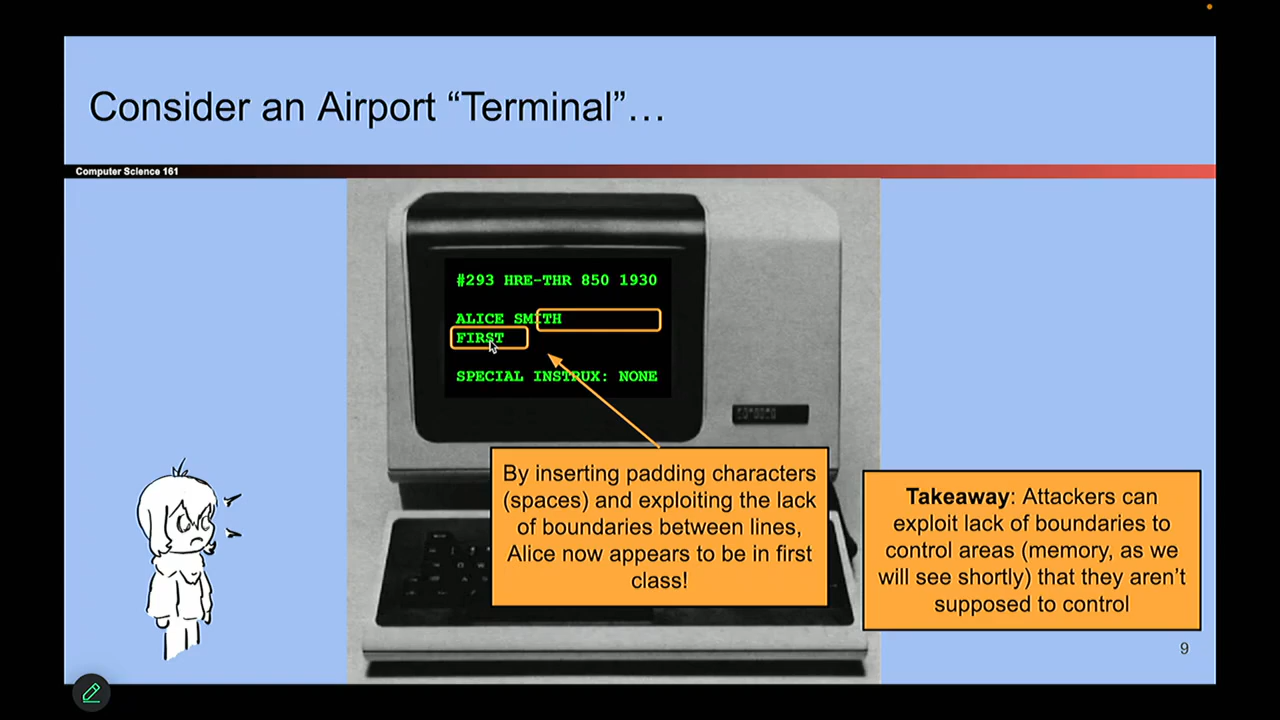 Consider an Airport “Terminal”…
Computer Science 161
#293 HRE-THR 850 1930
ALICE SMITH
FIRST
SPECIAL INSTRUX: NONE
By inserting padding characters
(spaces) and exploiting the lack
of boundaries between lines,
Alice now appears to be in first
class!
Takeaway: Attackers can
exploit lack of boundaries to
control areas (memory, as we
will see shortly) that they aren’t
supposed to control
9